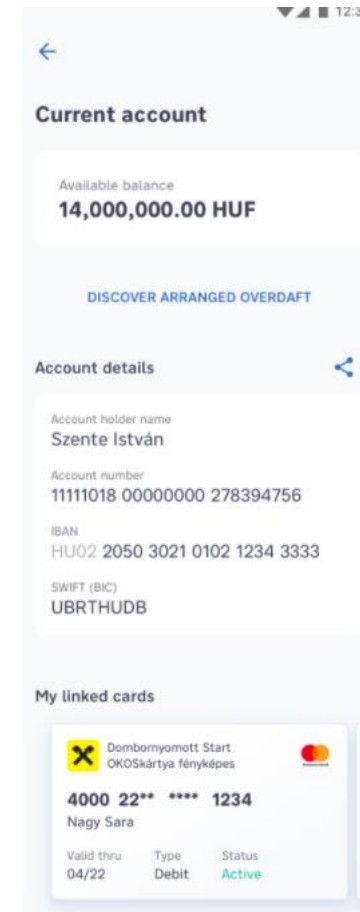 12:3
Current account
Available balance
14,000,000.00 HUF
DISCOVER ARRANGED OVERDAFT
Account details
Account holder name
Szente István
Account number
11111018 00000000 278394756
IBAN
HU02 2050 3021 0102 1234 3333
SWIFT (BIC)
UBRTHUDB
My linked cards
Dombornyomott Start
OKOSkártya fényképes
4000 22** **** 1234
Nagy Sara
Valid thru Type Status
04/22 Debit Active